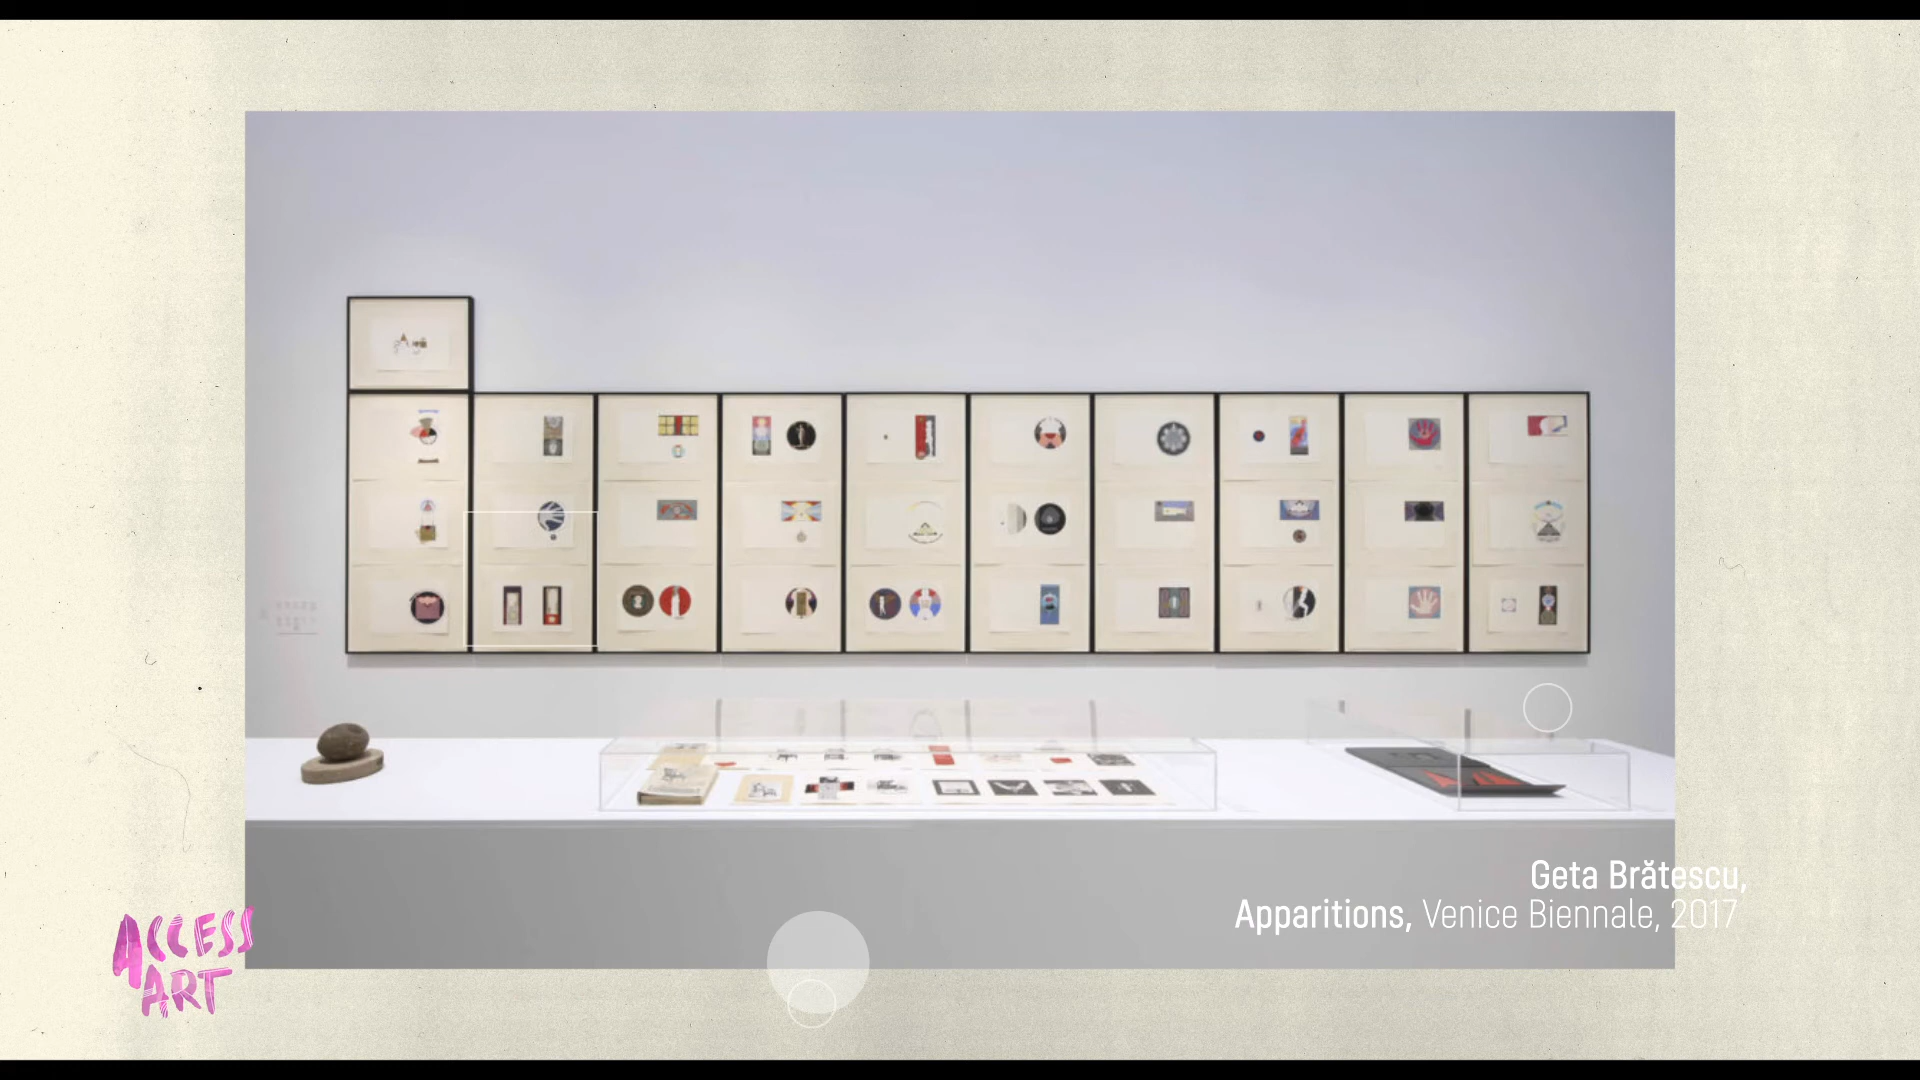 Geta Brătescu,
Apparitions, Venice Biennale, 2017
ACCESS
ART